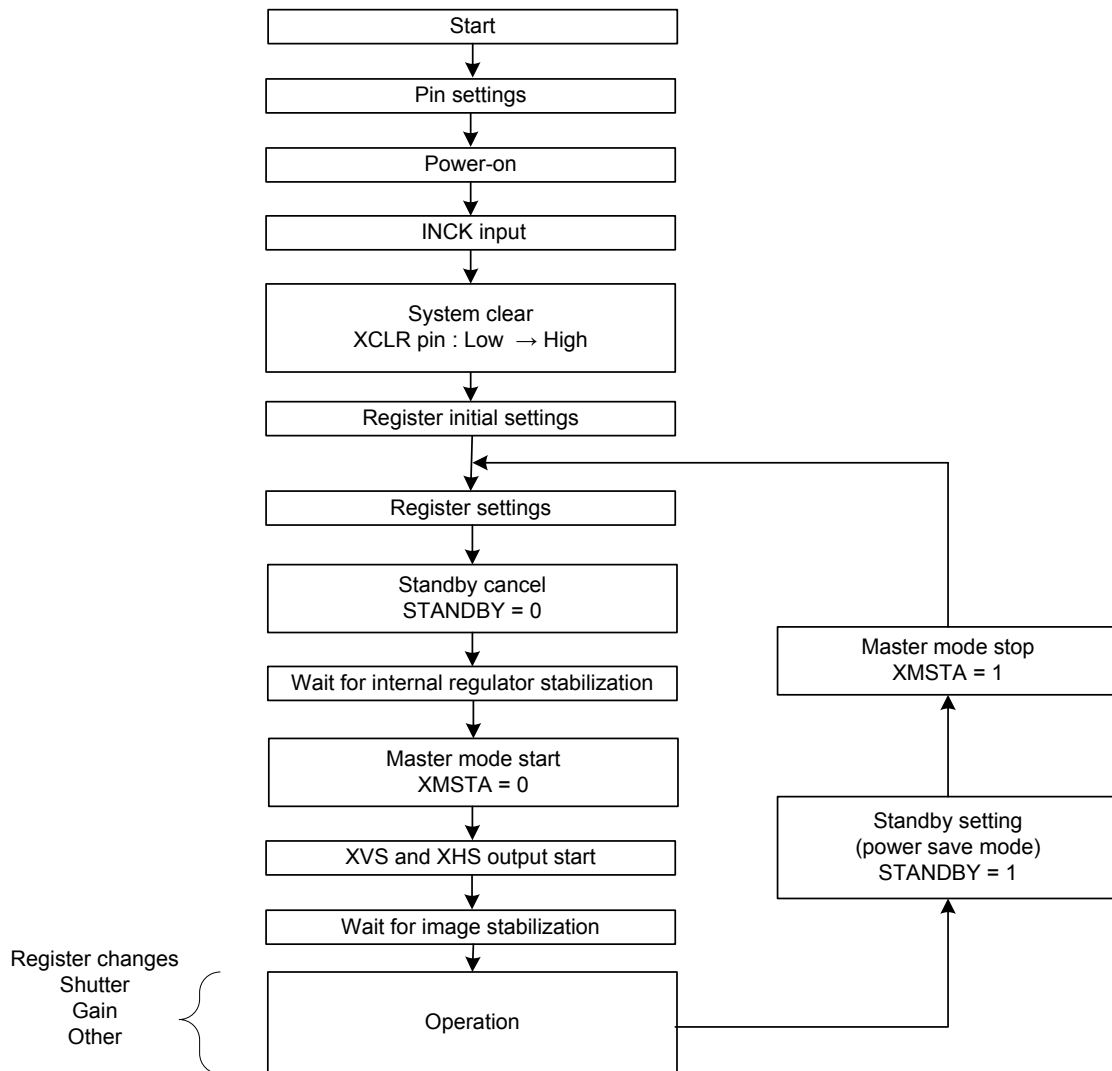 Start
Pin settings
Power-on
INCK input
System clear
XCLR pin : Low → High
Register initial settings
Register settings
Standby cancel
STANDBY = 0
Wait for internal regulator stabilization
Master mode start
XMSTA = 0
XVS and XHS output start
Wait for image stabilization
Register changes
Shutter
Gain
Other
Operation
Master mode stop
XMSTA = 1
Standby setting
(power save mode)
STANDBY = 1